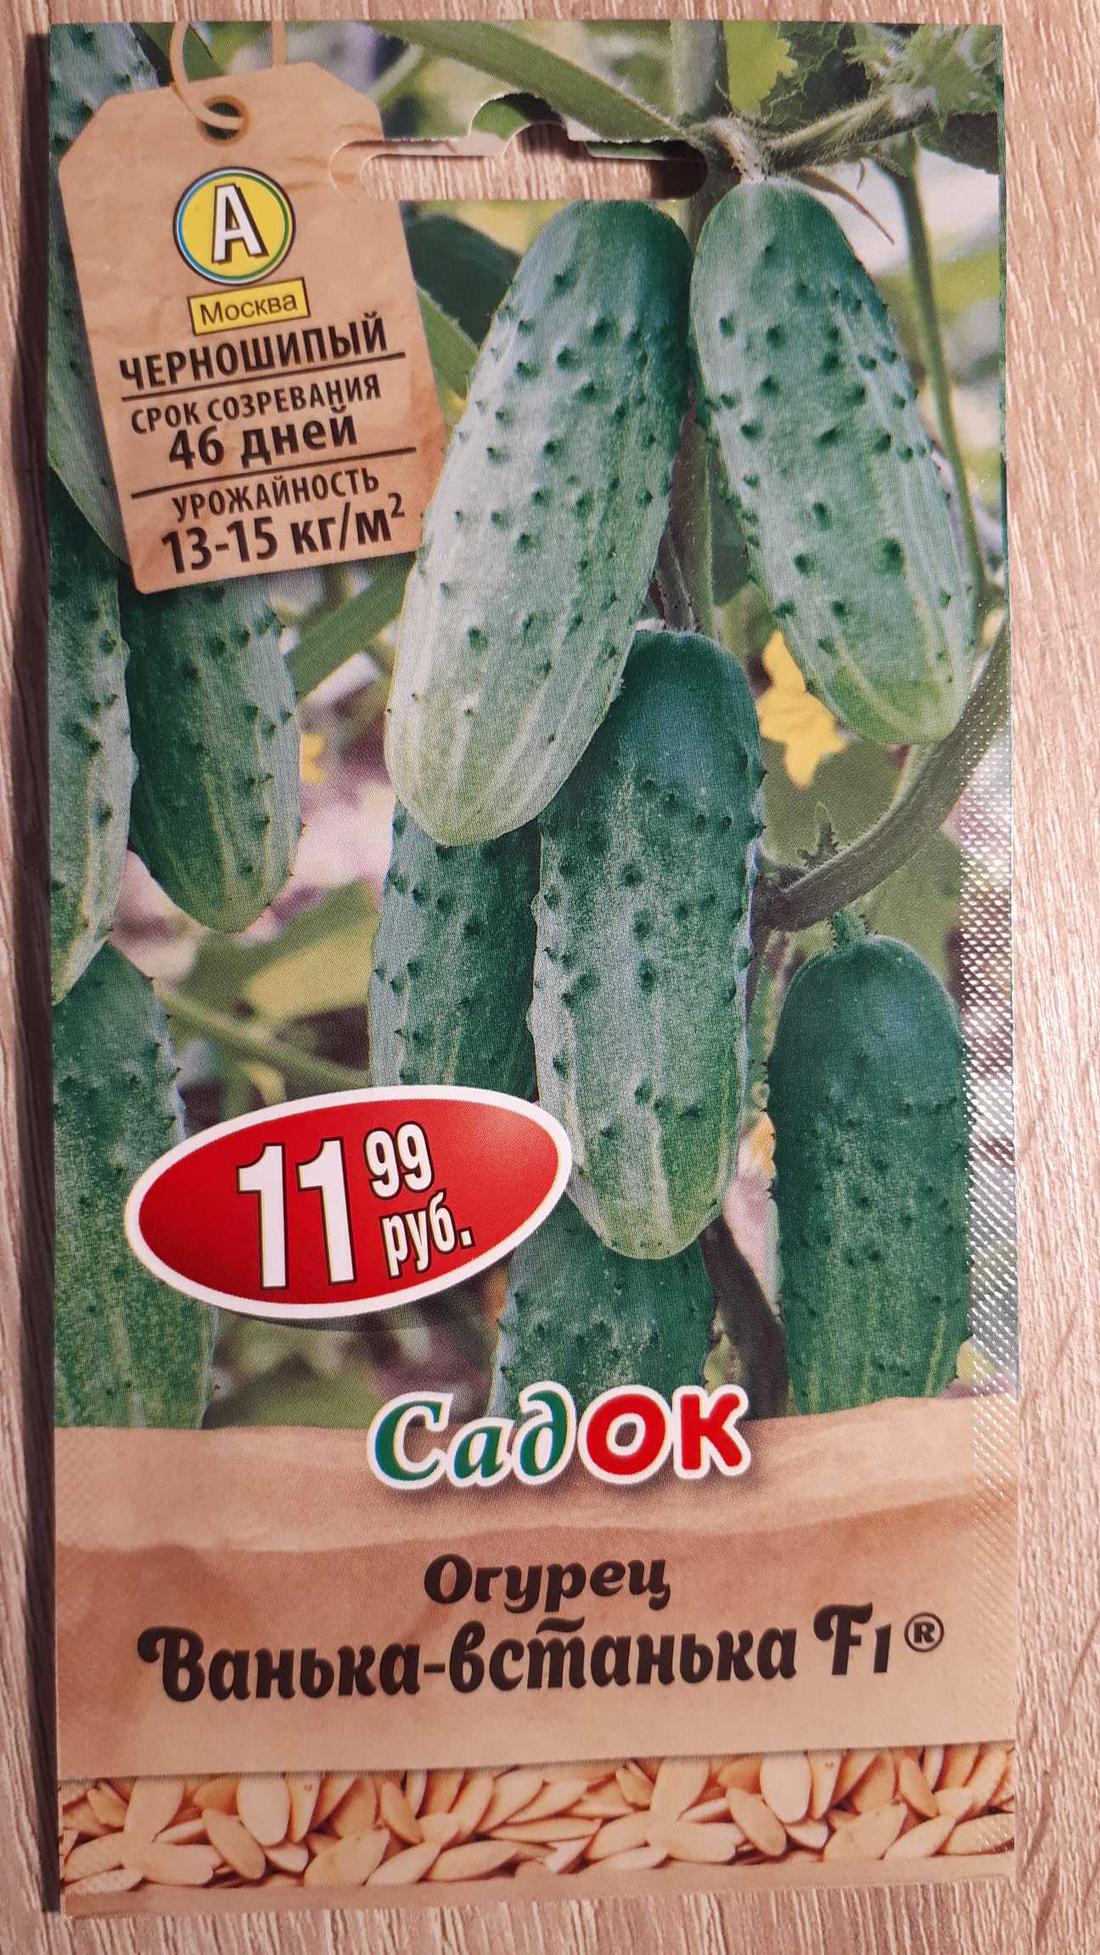 А
Москва
ЧЕРНОШИПЫЙ
СРОК СОЗРЕВАНИЯ
46 дней
УРОЖАЙНОСТЬ
13-15 кг/м²
11 99
руб.
СадОК
Огурец
Ванька-встанька F1®